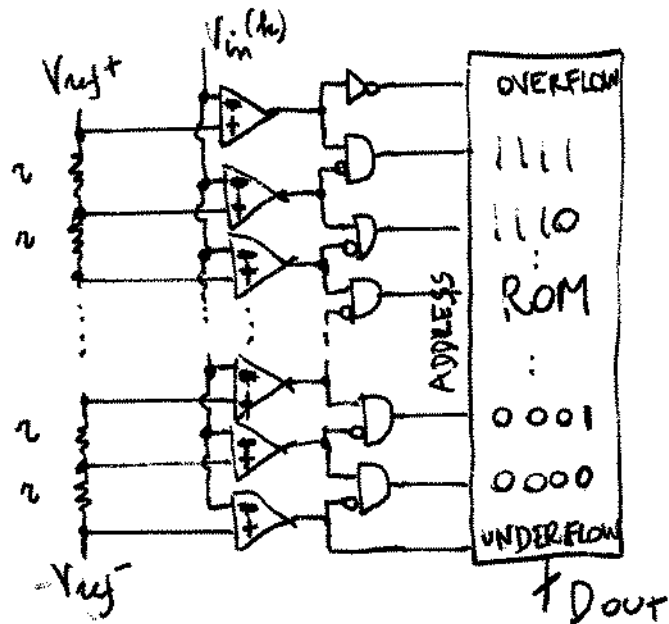 Vin(k)
Vref+
OVERFLOW
r
1111
r
1110
ROM
ADDRESS
r
0001
r
0000
UNDERFLOW
Vref-
DOUT